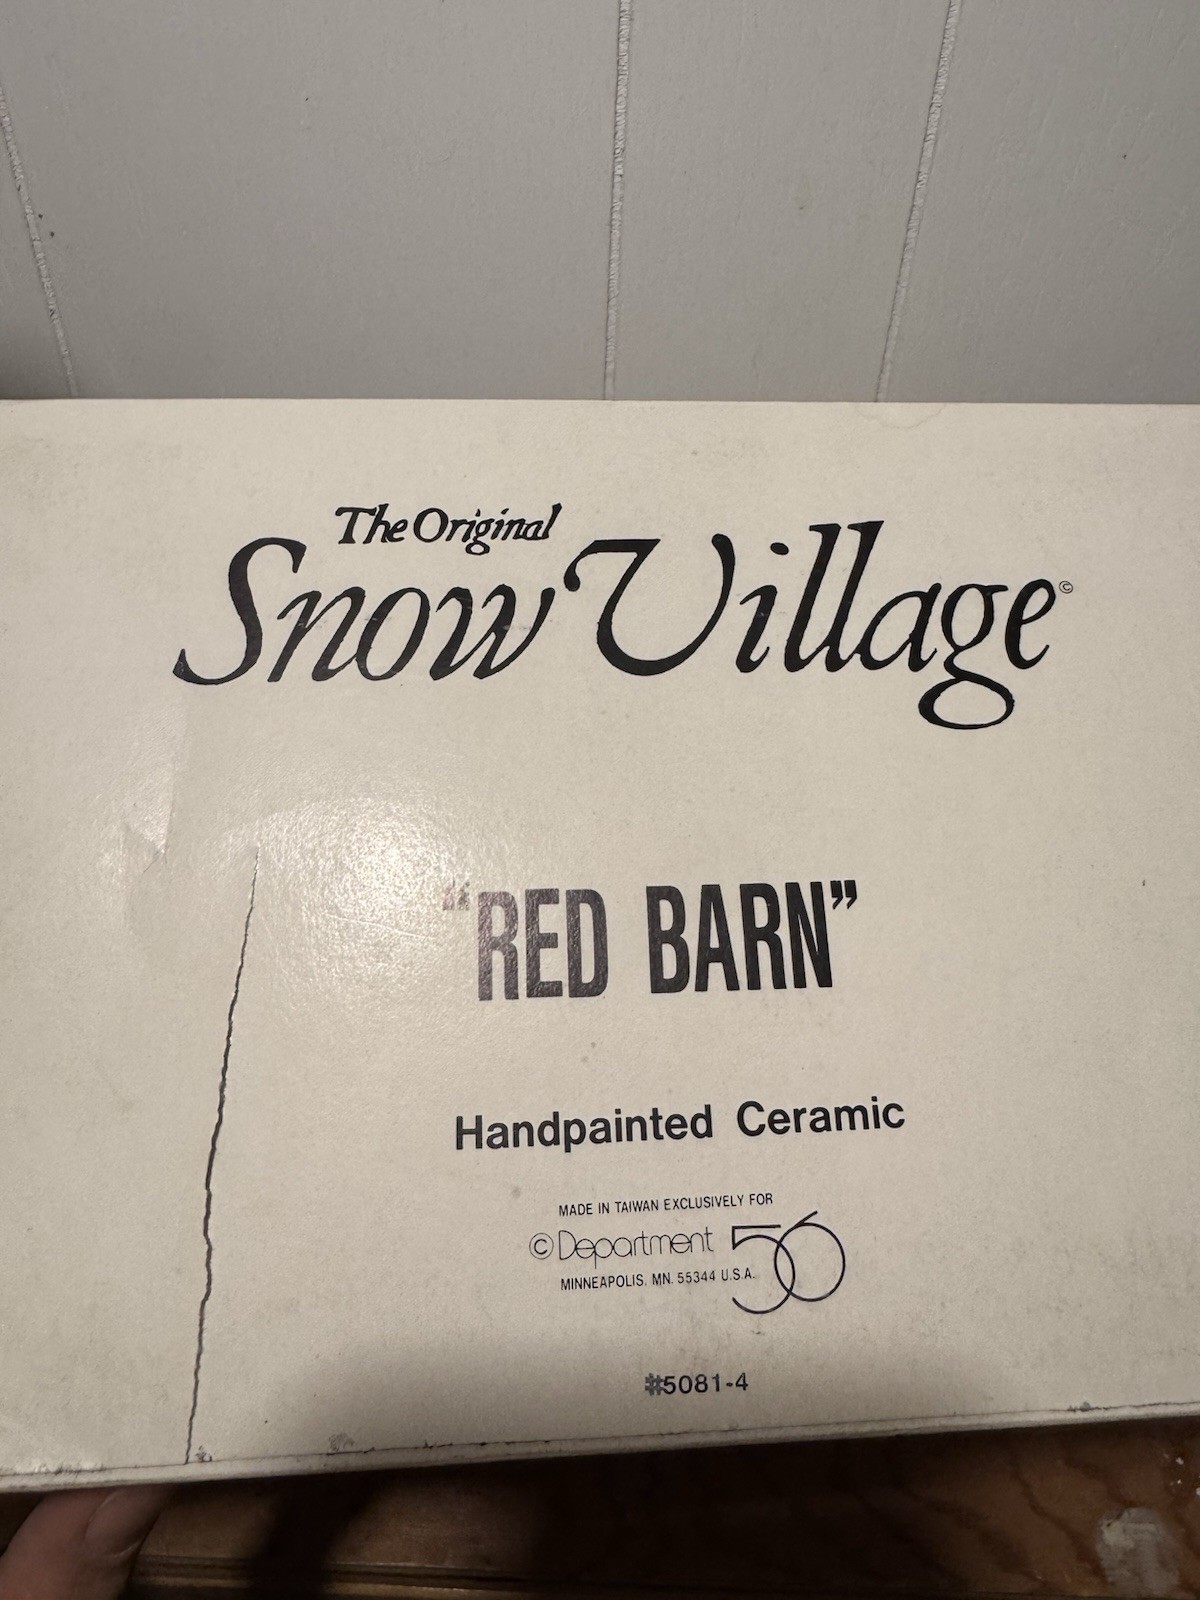 The Original
Snow Village©
"RED BARN"
Handpainted Ceramic
MADE IN TAIWAN EXCLUSIVELY FOR
© Department 56
MINNEAPOLIS, MN. 55344 U.S.A.
#5081-4